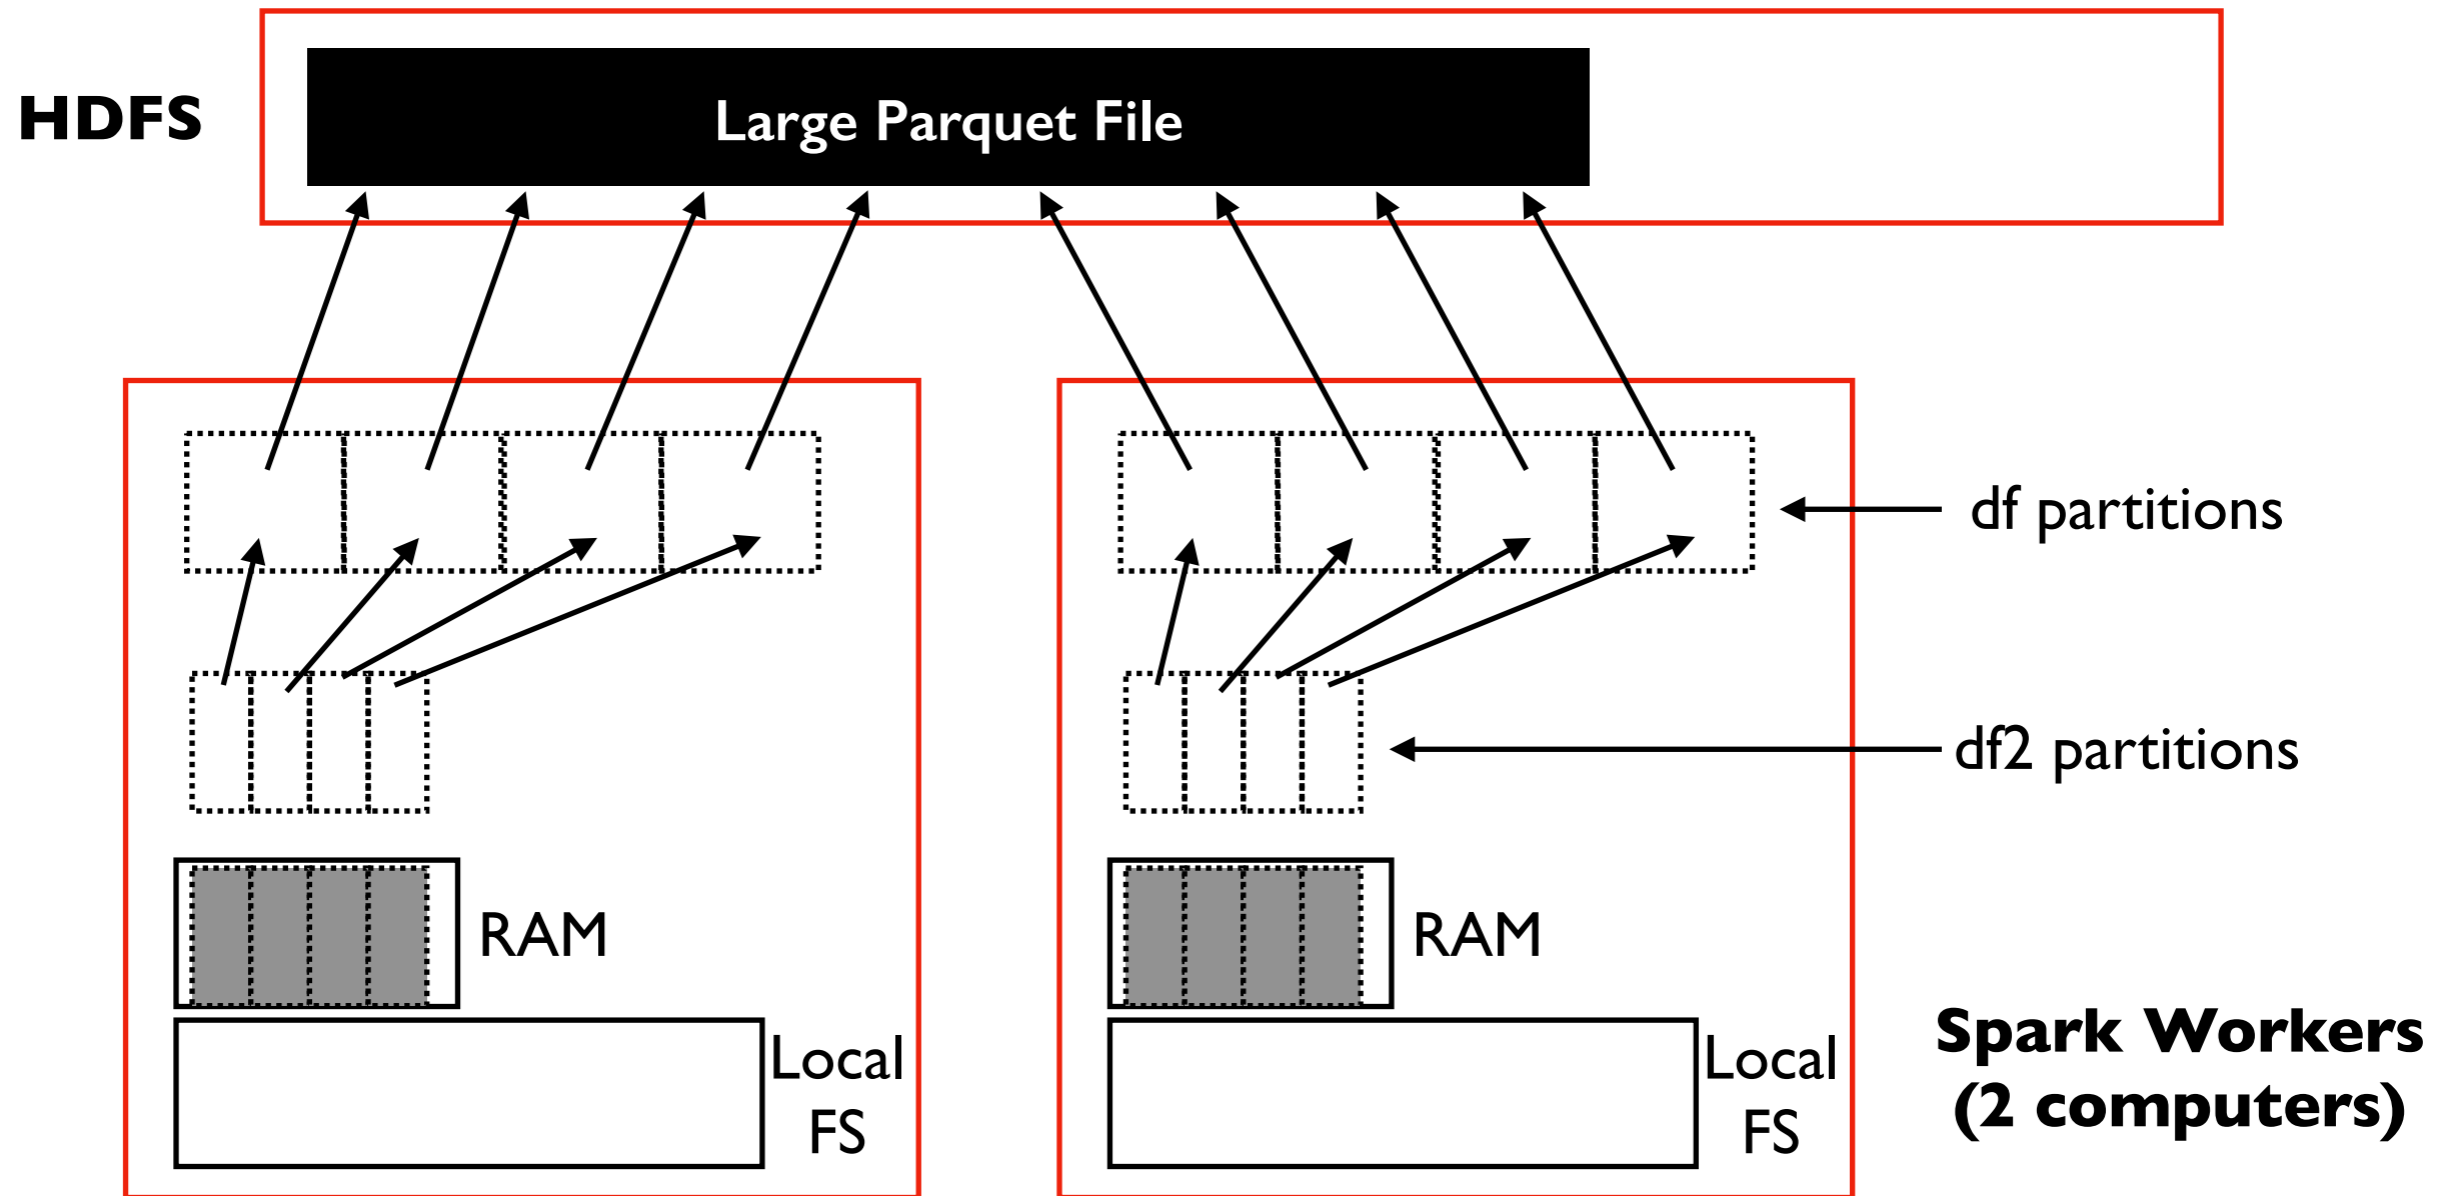 HDFS
Large Parquet File
df partitions
df2 partitions
RAM
RAM
Local
FS
Local
FS
Spark Workers
(2 computers)